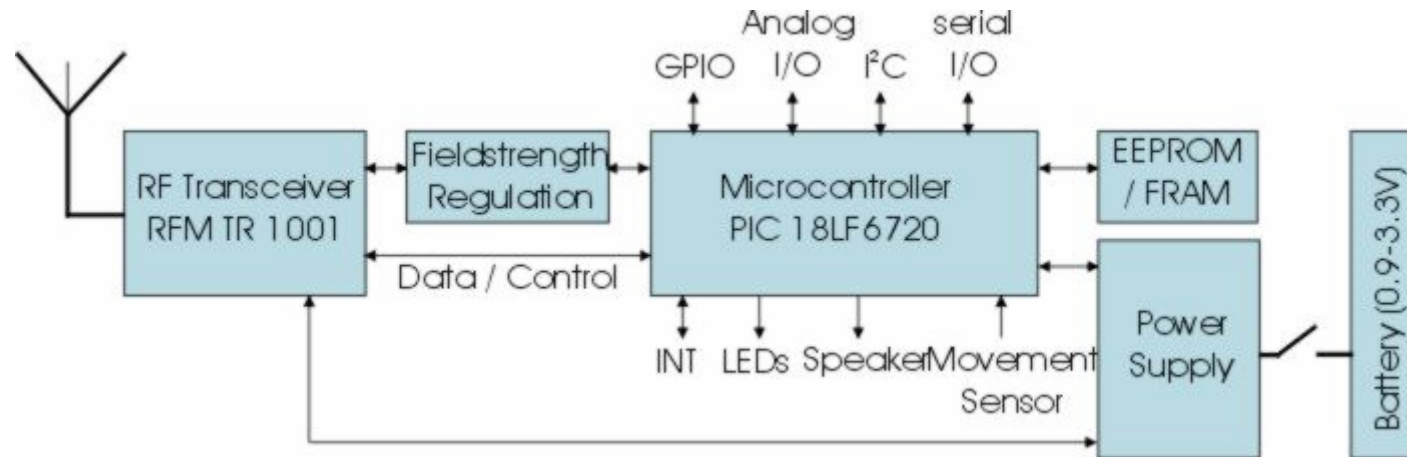 Analog
serial
GPIO
I/O
I²C
I/O
RF Transceiver
RFM TR 1001
Fieldstrength
Regulation
Microcontroller
PIC 18LF6720
EEPROM
/ FRAM
Battery (0.9-3.3V)
Data / Control
Power
Supply
INT
LEDs
Speaker
Movement
Sensor